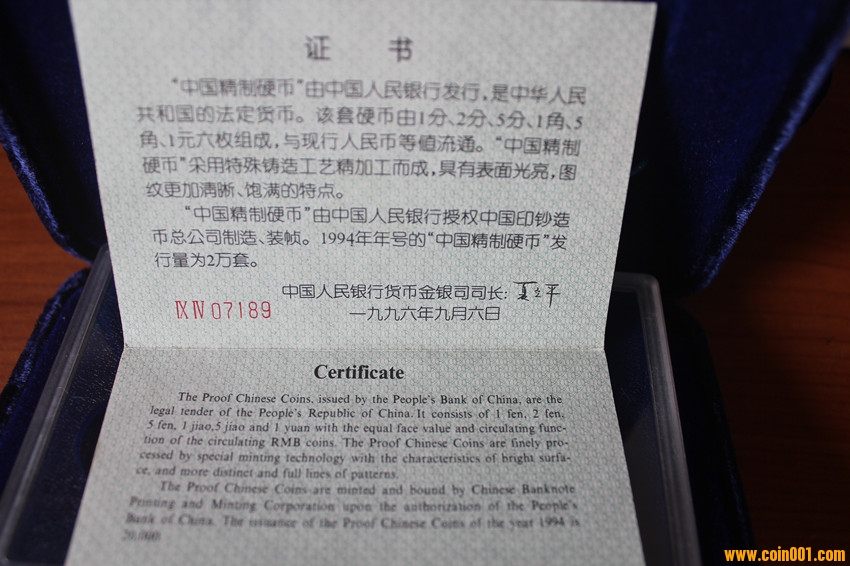 证 书
“中国精制硬币”由中国人民银行发行,是中华人民
共和国的法定货币。该套硬币由1分、2分、5分、1角、5
角、1元六枚组成,与现行人民币等值流通。“中国精制
硬币”采用特殊铸造工艺精加工而成,具有表面光亮,图
纹更加清晰、饱满的特点。
“中国精制硬币”由中国人民银行授权中国印钞造
币总公司制造、装帧。1994年年号的“中国精制硬币”发
行量为2万套。
中国人民银行货币金银司司长:
ⅨⅣ07189
一九九六年九月六日
Certificate
The Proof Chinese Coins, issued by the People's Bank of China, are the
legal tender of the People's Republic of China. It consists of 1 fen, 2 fen,
5 fen, 1 jiao,5 jiao and 1 yuan with the equal face value and circulating func-
tion of the circulating RMB coins. The Proof Chinese Coins are finely pro-
cessed by special minting technology with the characteristics of bright surfa-
ce, and more distinct and full lines of patterns.
The Proof Chinese Coins are minted and bound by Chinese Banknote
Printing and Minting Corporation upon the authorization of the People's
Bank of China. The issuance of the Proof Chinese Coins of the year 1994 is
20,000.
www.coin001.com